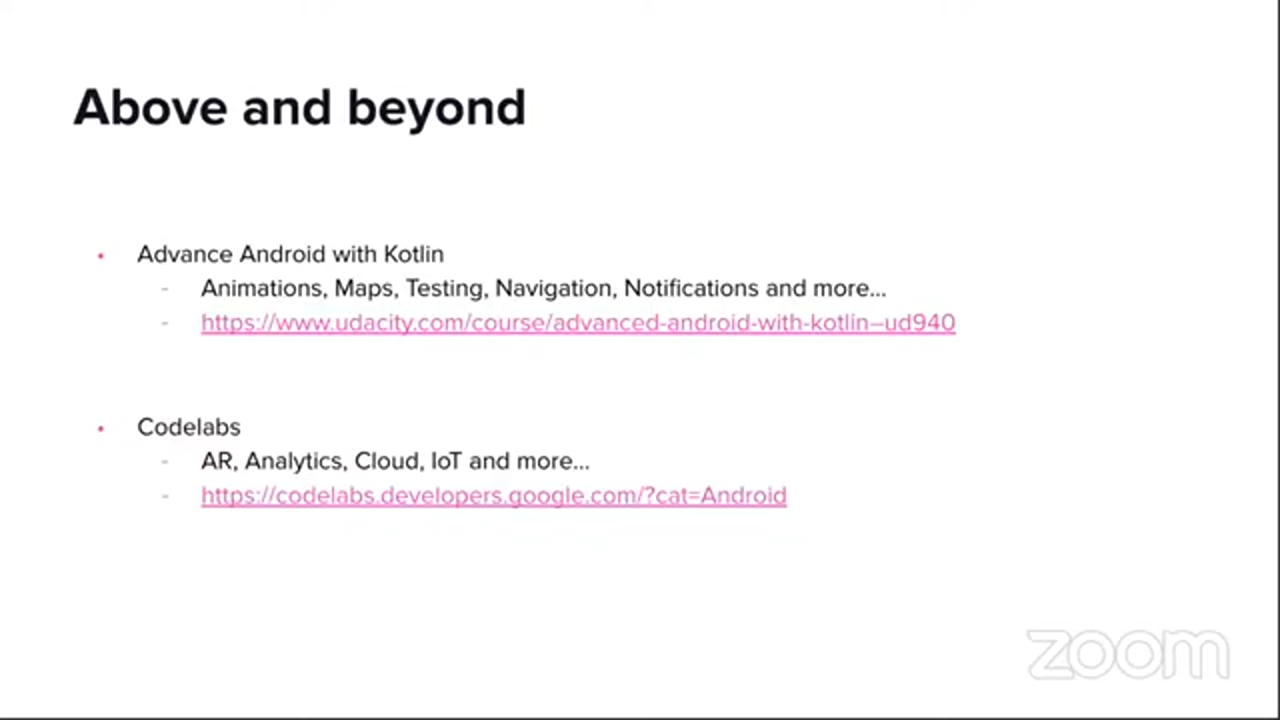 Above and beyond
• Advance Android with Kotlin
- Animations, Maps, Testing, Navigation, Notifications and more...
- https://www.udacity.com/course/advanced-android-with-kotlin–ud940
• Codelabs
- AR, Analytics, Cloud, IoT and more...
- https://codelabs.developers.google.com/?cat=Android
zoom